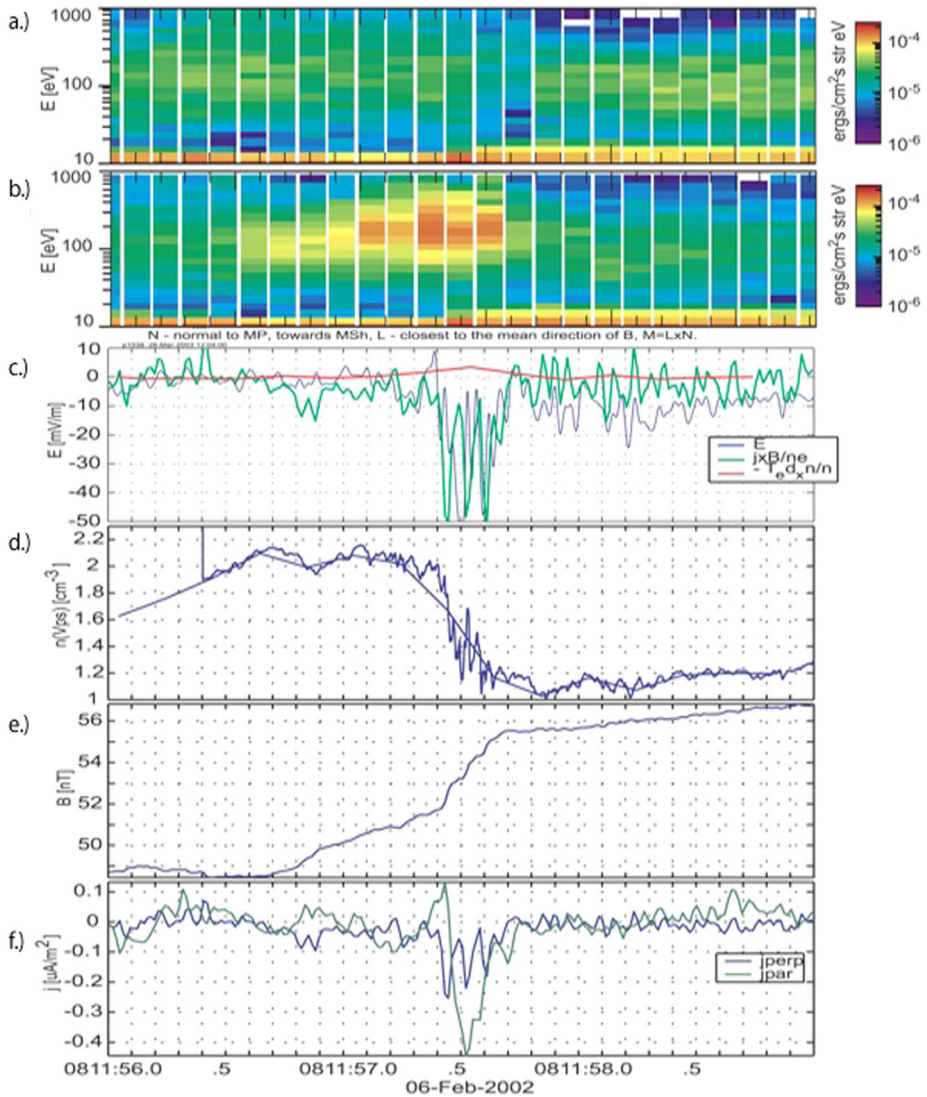 a.)
1000
100
10
E [eV]
10⁻⁴
10⁻⁵
10⁻⁶
ergs/cm²s str eV
b.)
1000
100
10
E [eV]
10⁻⁴
10⁻⁵
10⁻⁶
ergs/cm²s str eV
N - normal to MP, towards MSh, L - closest to the mean direction of B, M=LxN.
c.)
10
0
-10
-20
-30
-40
-50
E [mV/m]
E
jxB/ne
- Tₑdₓn/n
d.)
2.2
2
1.8
1.6
1.4
1.2
1
n(Vps) [cm⁻³]
e.)
56
54
52
50
B [nT]
f.)
0.1
0
-0.1
-0.2
-0.3
-0.4
j [uA/m²]
jperp
jpar
0811:56.0 .5 0811:57.0 .5 0811:58.0 .5
06-Feb-2002